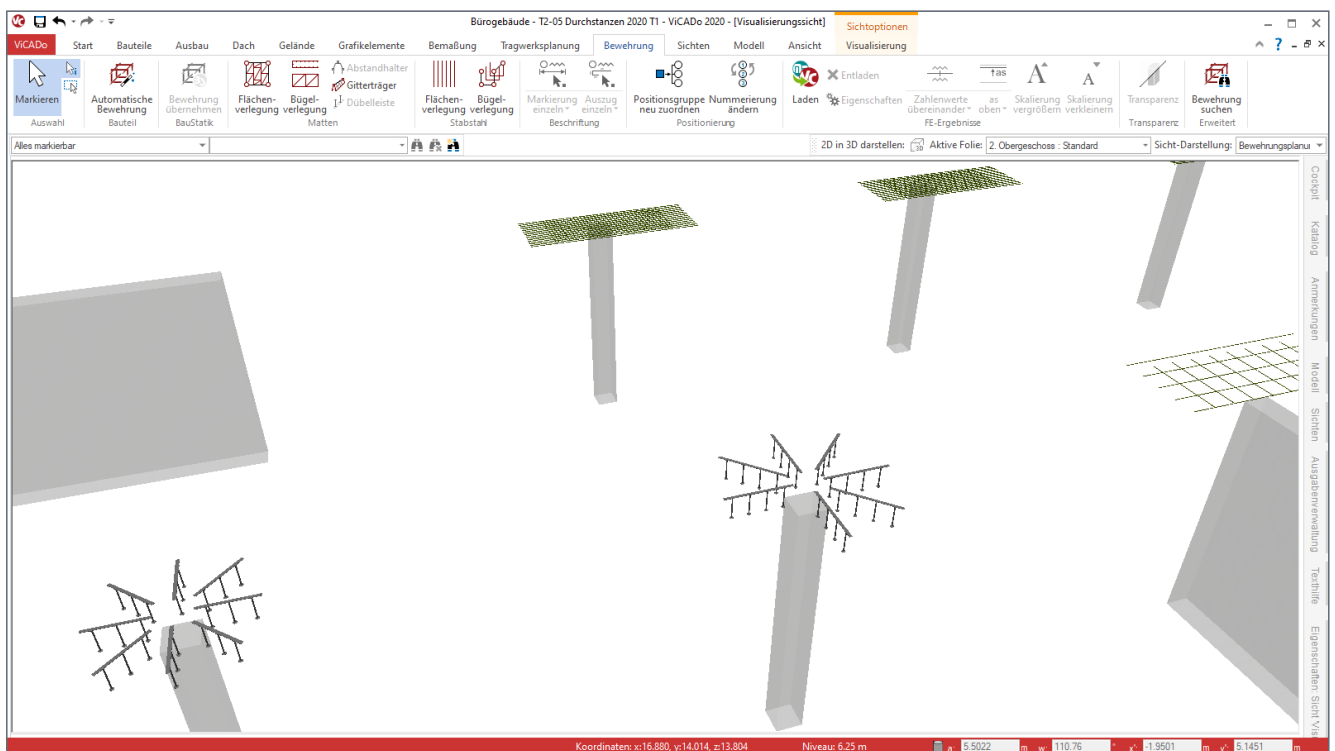 Bürogebäude - T2-05 Durchstanzen 2020 T1 - ViCADo 2020 - [Visualisierungssicht]
Sichtoptionen
ViCADo Start Bauteile Ausbau Dach Gelände Grafikelemente Bemaßung Tragwerksplanung Bewehrung Sichten Modell Ansicht Visualisierung
Markieren
Auswahl
Automatische
Bewehrung
Bauteil
Bewehrung
übernehmen
BauStatik
Flächen-
verlegung
Bügel-
verlegung
Abstandhalter
Gitterträger
Dübelleiste
Matten
Flächen-
verlegung
Bügel-
verlegung
Stabstahl
Markierung
einzeln
Auszug
einzeln
Beschriftung
Positionsgruppe
neu zuordnen
Nummerierung
ändern
Positionierung
Laden
Entladen
Eigenschaften
Zahlenwerte
übereinander
as
as
oben
Skalierung
vergrößern
Skalierung
verkleinern
FE-Ergebnisse
Transparenz
Transparenz
Bewehrung
suchen
Erweitert
Alles markierbar
2D in 3D darstellen: Aktive Folie: 2. Obergeschoss : Standard Sicht-Darstellung: Bewehrungsplanu
Cockpit
Katalog
Anmerkungen
Modell
Sichten
Ausgabenverwaltung
Texthilfe
Eigenschaften: Sicht Vis
Koordinaten: x:16.880, y:14.014, z:13.804 Niveau: 6.25 m a: 5.5022 m w: 110.76 ° x': -1.9501 m y': 5.1451 m